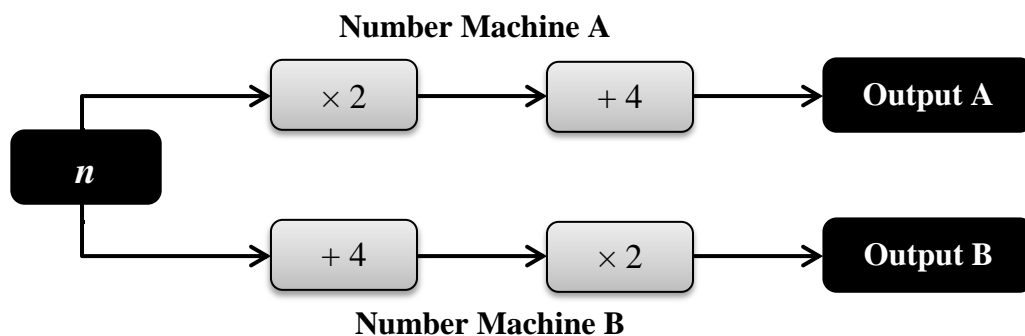 Number Machine A
× 2
+ 4
Output A
n
+ 4
× 2
Output B
Number Machine B